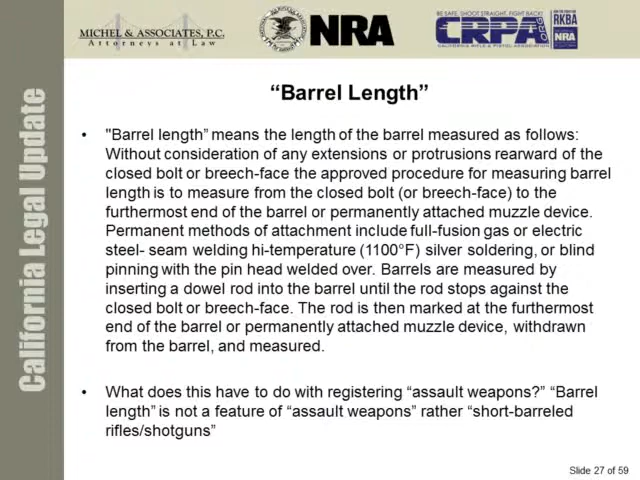 MICHEL & ASSOCIATES, P.C.
Attorneys at Law
NRA
BE SAFE, SHOOT STRAIGHT, FIGHT BACK!
CRPA
.ORG
CALIFORNIA RIFLE & PISTOL ASSOCIATION
RKBA
NRA
California Legal Update
“Barrel Length”
• "Barrel length” means the length of the barrel measured as follows:
Without consideration of any extensions or protrusions rearward of the
closed bolt or breech-face the approved procedure for measuring barrel
length is to measure from the closed bolt (or breech-face) to the
furthermost end of the barrel or permanently attached muzzle device.
Permanent methods of attachment include full-fusion gas or electric
steel- seam welding hi-temperature (1100°F) silver soldering, or blind
pinning with the pin head welded over. Barrels are measured by
inserting a dowel rod into the barrel until the rod stops against the
closed bolt or breech-face. The rod is then marked at the furthermost
end of the barrel or permanently attached muzzle device, withdrawn
from the barrel, and measured.
• What does this have to do with registering “assault weapons?” “Barrel
length” is not a feature of “assault weapons” rather “short-barreled
rifles/shotguns”
Slide 27 of 59